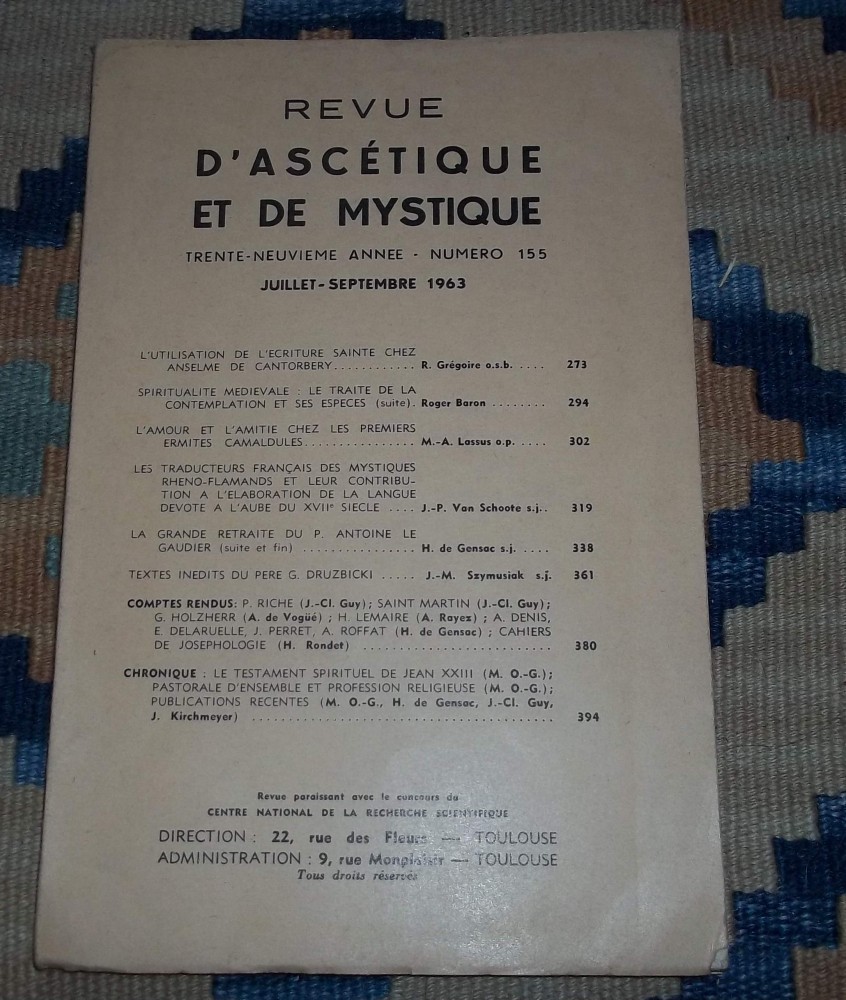 REVUE
D'ASCÉTIQUE
ET DE MYSTIQUE
TRENTE-NEUVIEME ANNEE - NUMERO 155
JUILLET-SEPTEMBRE 1963
L'UTILISATION DE L'ECRITURE SAINTE CHEZ
ANSELME DE CANTORBERY............ R. Grégoire o.s.b. .... 273
SPIRITUALITE MEDIEVALE : LE TRAITE DE LA
CONTEMPLATION ET SES ESPECES (suite). Roger Baron ........ 294
L'AMOUR ET L'AMITIE CHEZ LES PREMIERS
ERMITES CAMALDULES............... M.-A. Lassus o.p. .... 302
LES TRADUCTEURS FRANÇAIS DES MYSTIQUES
RHENO-FLAMANDS ET LEUR CONTRIBU-
TION A L'ELABORATION DE LA LANGUE
DEVOTE A L'AUBE DU XVIIe SIECLE .... J.-P. Van Schoote s.j.. 319
LA GRANDE RETRAITE DU P. ANTOINE LE
GAUDIER (suite et fin) ............... H. de Gensac s.j. .... 338
TEXTES INEDITS DU PERE G. DRUZBICKI ..... J.-M. Szymusiak s.j. 361
COMPTES RENDUS: P. RICHE (J.-Cl. Guy) ; SAINT MARTIN (J.-Cl. Guy) ;
G. HOLZHERR (A. de Vogüé) ; H. LEMAIRE (A. Rayez) ; A. DENIS,
E. DELARUELLE, J. PERRET, A. ROFFAT (H. de Gensac) ; CAHIERS
DE JOSEPHOLOGIE (H. Rondet) ......................... 380
CHRONIQUE : LE TESTAMENT SPIRITUEL DE JEAN XXIII (M. O.-G.) ;
PASTORALE D'ENSEMBLE ET PROFESSION RELIGIEUSE (M. O.-G.) ;
PUBLICATIONS RECENTES (M. O.-G., H. de Gensac, J.-Cl. Guy,
J. Kirchmeyer) ....................................... 394
Revue paraissant avec le concours du
CENTRE NATIONAL DE LA RECHERCHE SCIENTIFIQUE
DIRECTION : 22, rue des Fleurs — TOULOUSE
ADMINISTRATION : 9, rue Monplaisir — TOULOUSE
Tous droits réservés